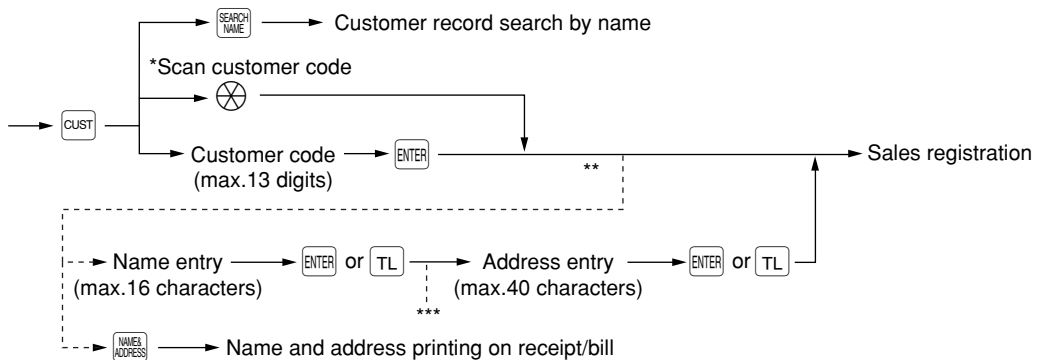 SEARCH NAME Customer record search by name
*Scan customer code
CUST
Customer code ENTER Sales registration
(max.13 digits) **
Name entry ENTER or TL Address entry ENTER or TL
(max.16 characters) (max.40 characters)
***
NAME& ADDRESS Name and address printing on receipt/bill